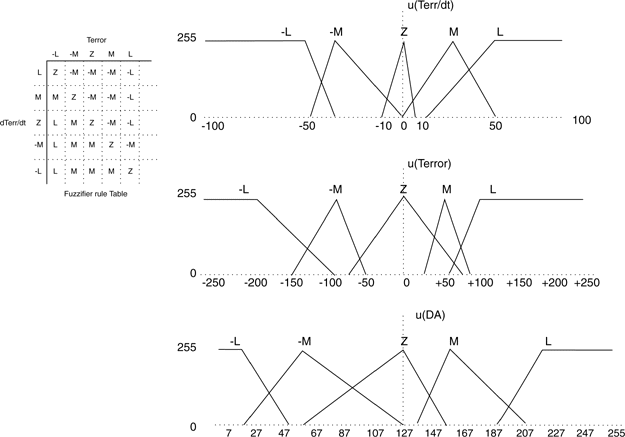 Terror
-L -M Z M L
L Z -M -M -M -L
M M Z -M -M -L
dTerr/dt Z L M Z -M -L
-M L M M Z -M
-L L M M M Z
Fuzzifier rule Table
u(Terr/dt)
-L -M Z M L
255
0
-100 -50 -10 0 10 50 100
u(Terror)
-L -M Z M L
255
0
-250 -200 -150 -100 -50 0 +50 +100 +150 +200 +250
u(DA)
-L -M Z M L
255
0
7 27 47 67 87 107 127 147 167 187 207 227 247 255